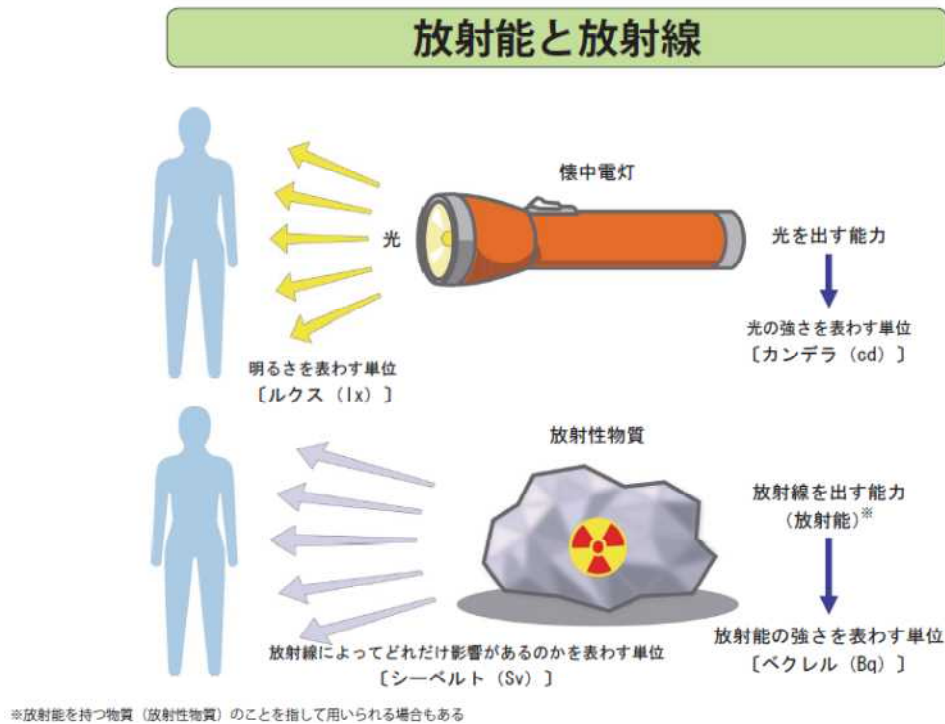 放射能と放射線
懐中電灯
光
光を出す能力
光の強さを表わす単位
〔カンデラ（cd）〕
明るさを表わす単位
〔ルクス（lx）〕
放射性物質
放射線を出す能力
（放射能）※
放射能の強さを表わす単位
〔ベクレル（Bq）〕
放射線によってどれだけ影響があるのかを表わす単位
〔シーベルト（Sv）〕
※放射能を持つ物質（放射性物質）のことを指して用いられる場合もある